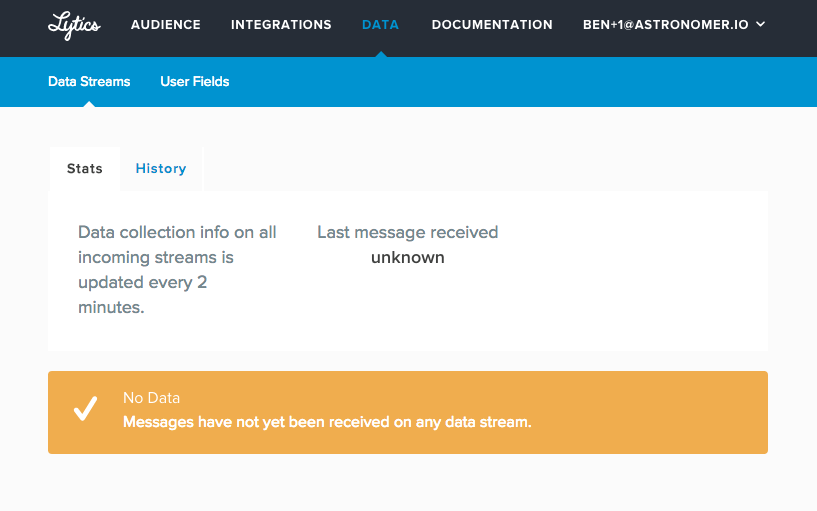 Lytics AUDIENCE INTEGRATIONS DATA DOCUMENTATION BEN+1@ASTRONOMER.IO
Data Streams User Fields
Stats History
Data collection info on all
incoming streams is
updated every 2
minutes.
Last message received
unknown
No Data
Messages have not yet been received on any data stream.